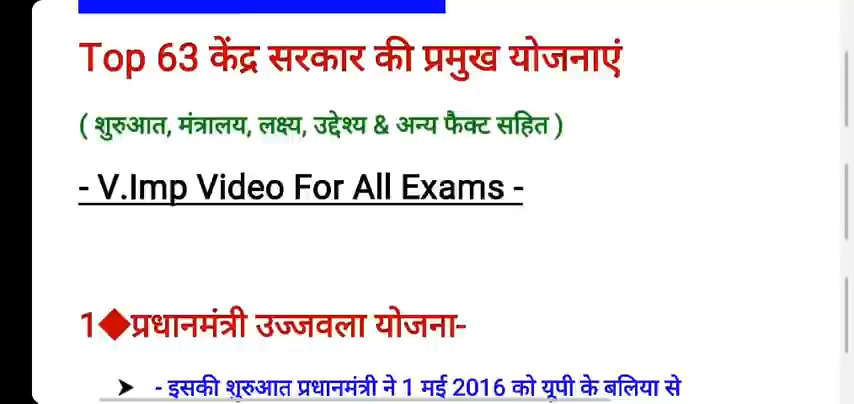 Top 63 केंद्र सरकार की प्रमुख योजनाएं
( शुरुआत, मंत्रालय, लक्ष्य, उद्देश्य & अन्य फैक्ट सहित )
- V.Imp Video For All Exams -
1◆प्रधानमंत्री उज्जवला योजना-
➤ - इसकी शुरुआत प्रधानमंत्री ने 1 मई 2016 को यूपी के बलिया से